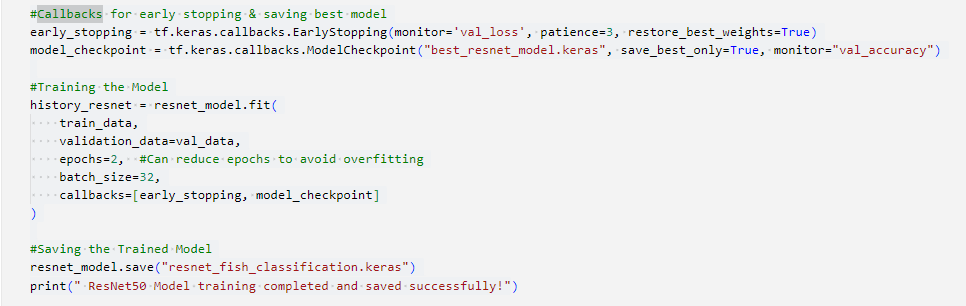 #Callbacks for early stopping & saving best model
early_stopping = tf.keras.callbacks.EarlyStopping(monitor='val_loss', patience=3, restore_best_weights=True)
model_checkpoint = tf.keras.callbacks.ModelCheckpoint("best_resnet_model.keras", save_best_only=True, monitor="val_accuracy")
#Training the Model
history_resnet = resnet_model.fit(
    train_data,
    validation_data=val_data,
    epochs=2,  #Can reduce epochs to avoid overfitting
    batch_size=32,
    callbacks=[early_stopping, model_checkpoint]
)
#Saving the Trained Model
resnet_model.save("resnet_fish_classification.keras")
print(" ResNet50 Model training completed and saved successfully!")